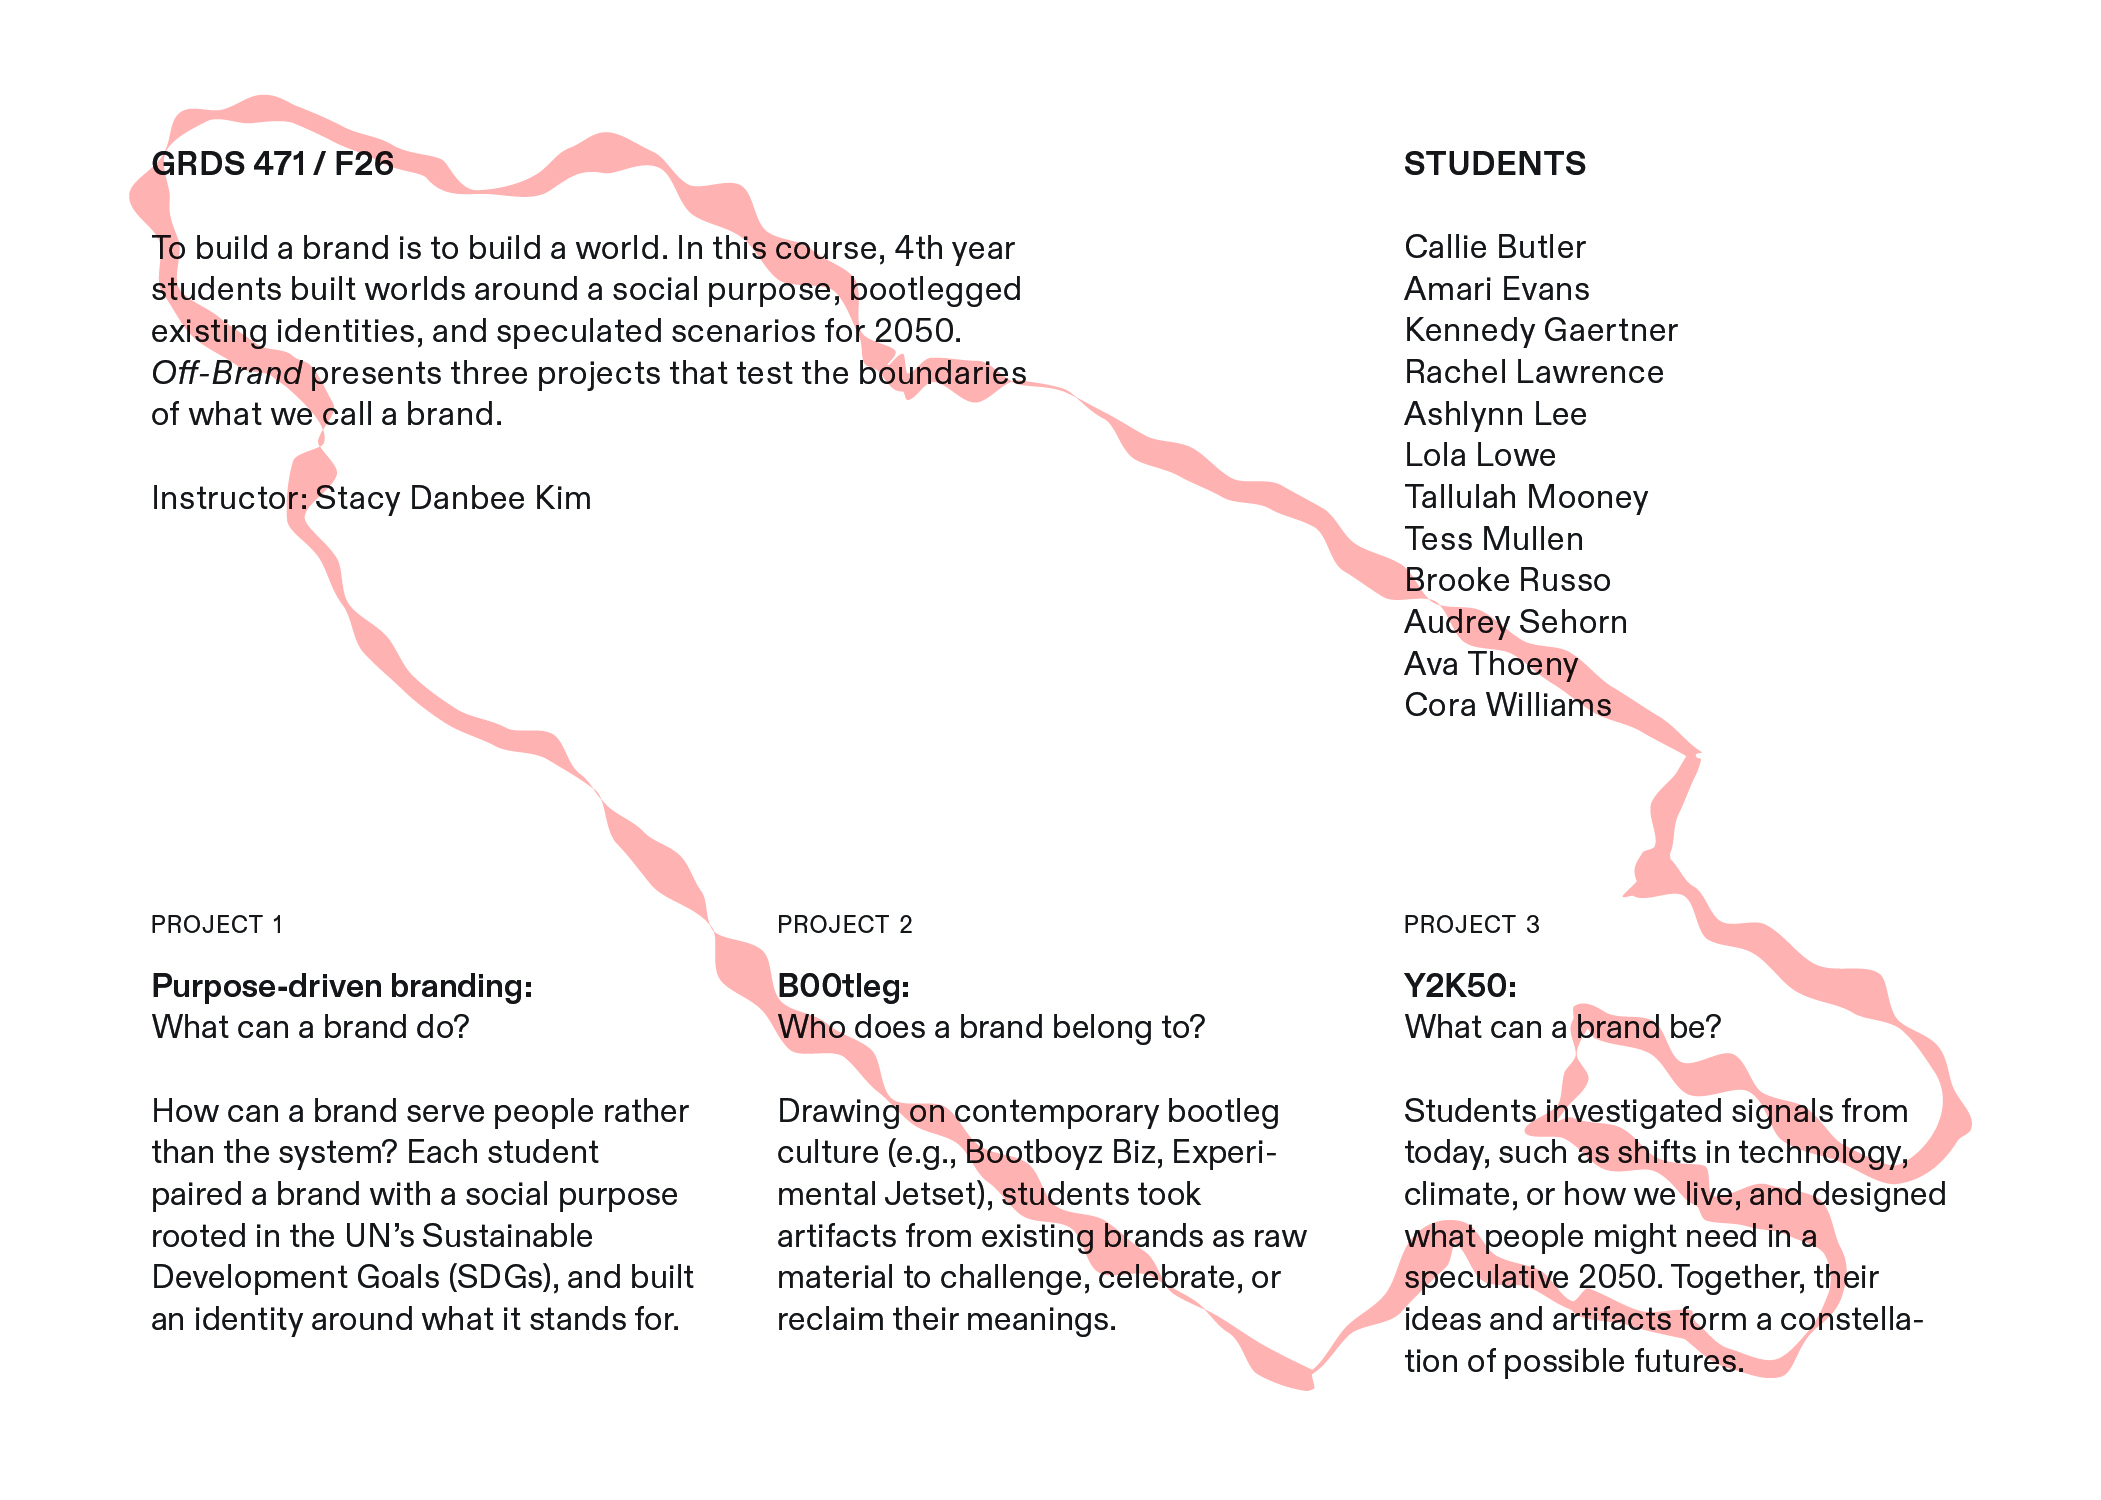 GRDS 471 / F26
To build a brand is to build a world. In this course, 4th year
students built worlds around a social purpose, bootlegged
existing identities, and speculated scenarios for 2050.
Off-Brand presents three projects that test the boundaries
of what we call a brand.
Instructor: Stacy Danbee Kim
STUDENTS
Callie Butler
Amari Evans
Kennedy Gaertner
Rachel Lawrence
Ashlynn Lee
Lola Lowe
Tallulah Mooney
Tess Mullen
Brooke Russo
Audrey Sehorn
Ava Thoeny
Cora Williams
PROJECT 1
Purpose-driven branding:
What can a brand do?
How can a brand serve people rather
than the system? Each student
paired a brand with a social purpose
rooted in the UN’s Sustainable
Development Goals (SDGs), and built
an identity around what it stands for.
PROJECT 2
B00tleg:
Who does a brand belong to?
Drawing on contemporary bootleg
culture (e.g., Bootboyz Biz, Experi-
mental Jetset), students took
artifacts from existing brands as raw
material to challenge, celebrate, or
reclaim their meanings.
PROJECT 3
Y2K50:
What can a brand be?
Students investigated signals from
today, such as shifts in technology,
climate, or how we live, and designed
what people might need in a
speculative 2050. Together, their
ideas and artifacts form a constella-
tion of possible futures.